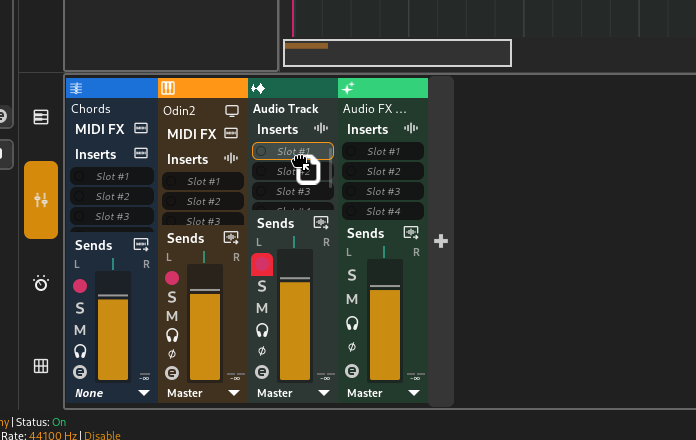 Chords
MIDI FX
Inserts
Slot #1
Slot #2
Slot #3
Sends
L R
S
M
-∞
None
Odin2
MIDI FX
Inserts
Slot #1
Slot #2
Slot #3
Sends
L R
S
M
-∞
Master
Audio Track
Inserts
Slot #1
Slot #3
Sends
L R
S
M
-∞
Master
Audio FX ...
Inserts
Slot #1
Slot #2
Slot #3
Slot #4
Sends
L R
S
M
-∞
Master
| Status: On
Rate: 44100 Hz | Disable